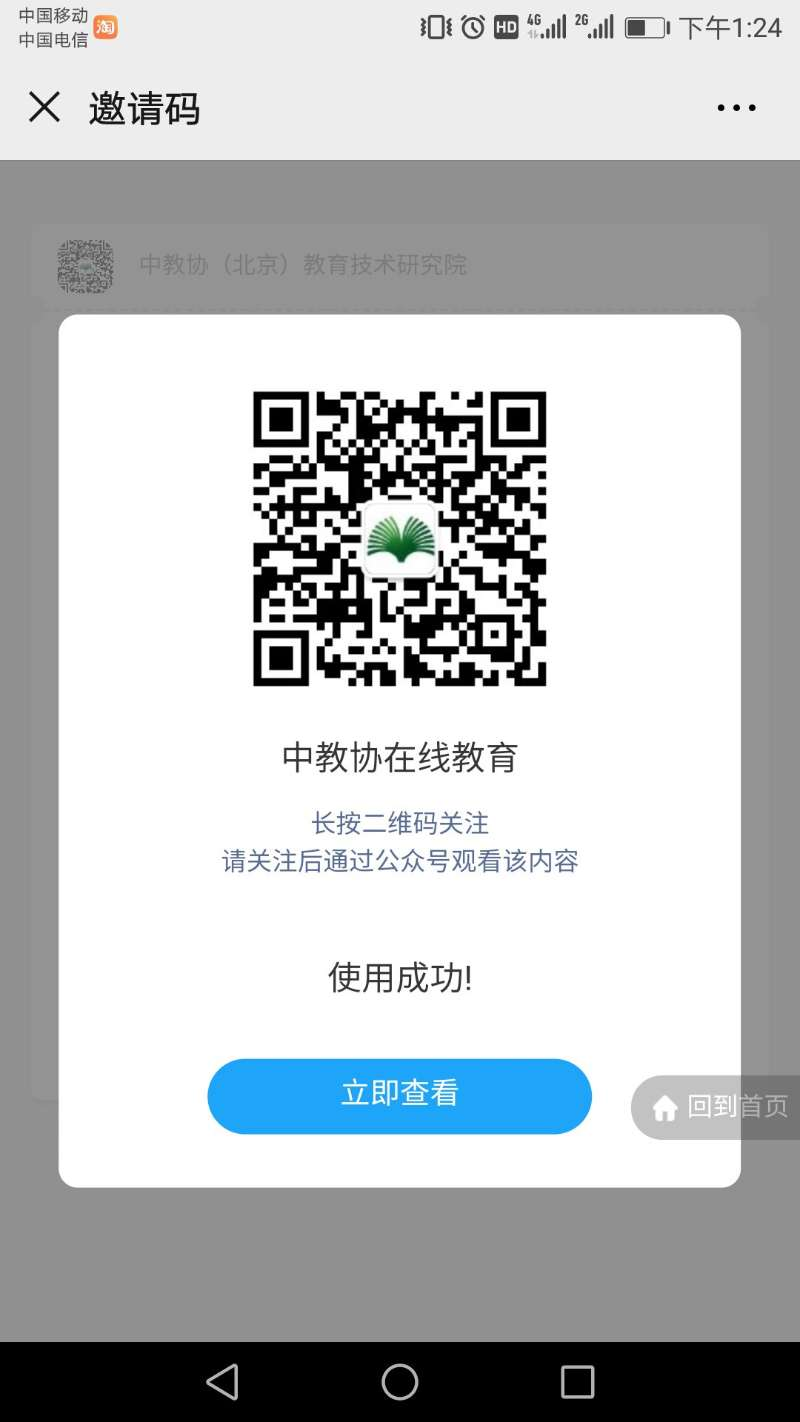 中国移动
中国电信
淘
HD
4G
2G
下午1:24
邀请码
中教协（北京）教育技术研究院
中教协在线教育
长按二维码关注
请关注后通过公众号观看该内容
使用成功!
立即查看
回到首页